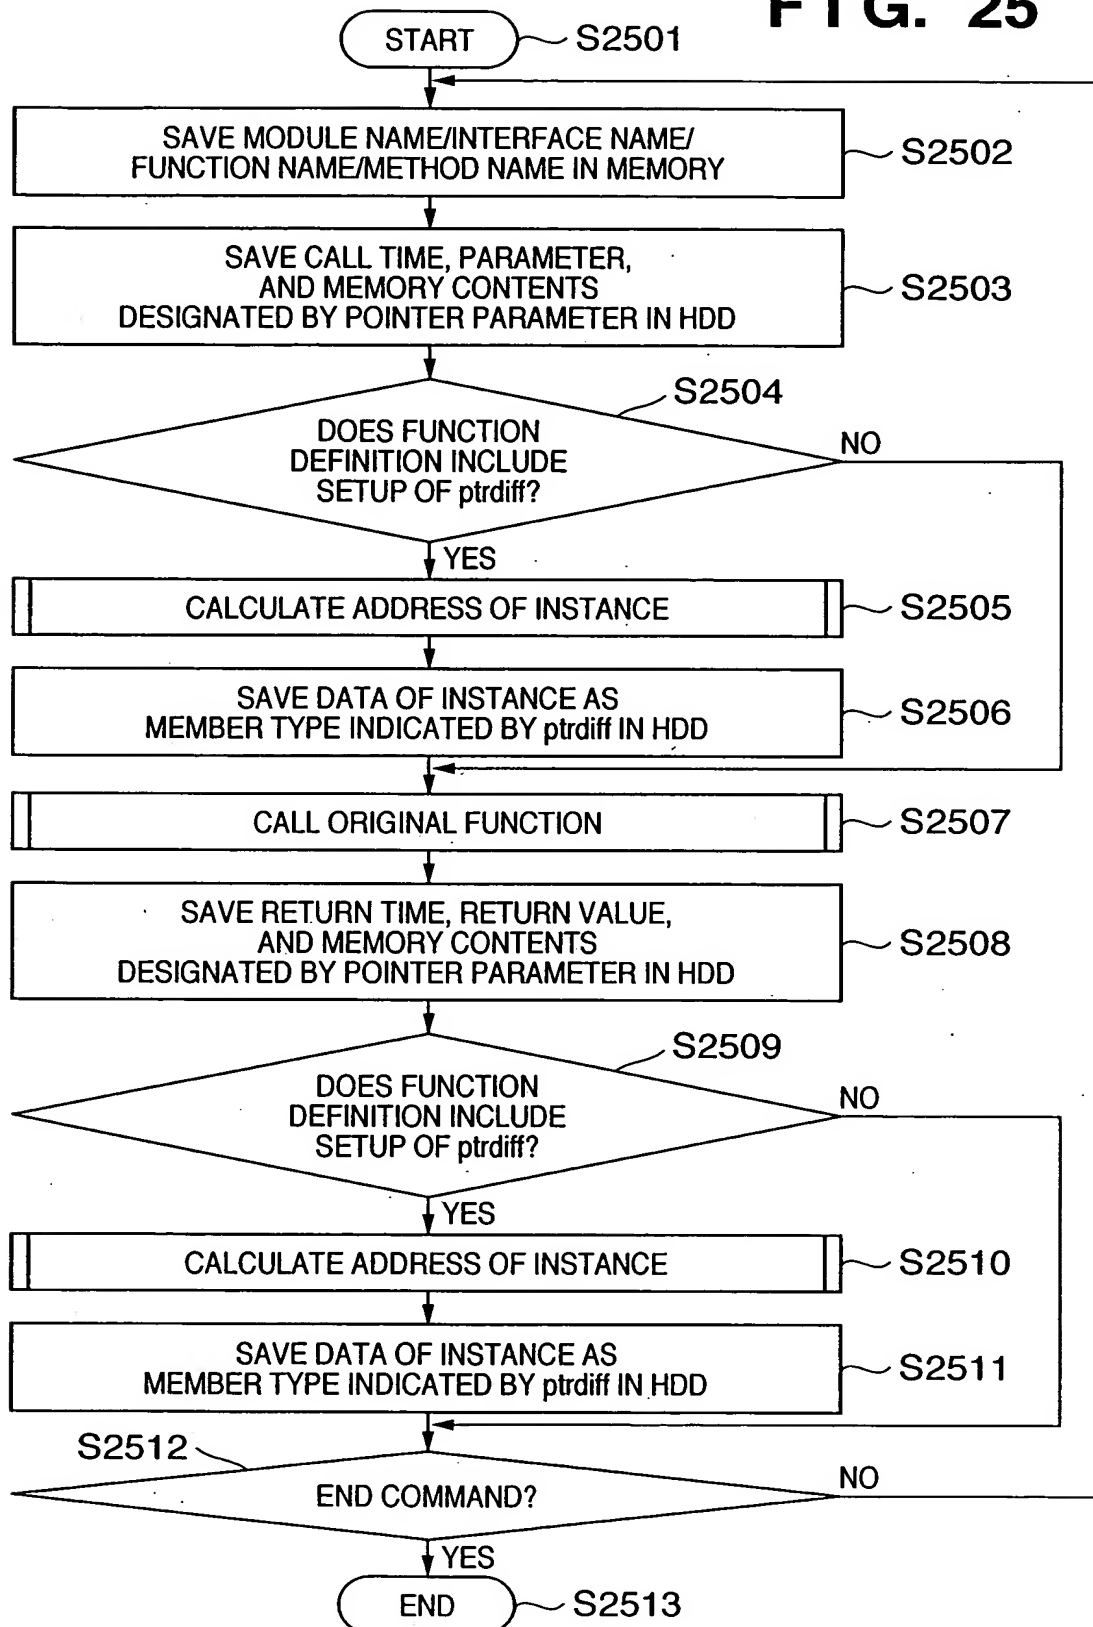 FIG. 25
START
S2501
SAVE MODULE NAME/INTERFACE NAME/
FUNCTION NAME/METHOD NAME IN MEMORY
S2502
SAVE CALL TIME, PARAMETER,
AND MEMORY CONTENTS
DESIGNATED BY POINTER PARAMETER IN HDD
S2503
S2504
DOES FUNCTION
DEFINITION INCLUDE
SETUP OF ptrdiff?
NO
YES
CALCULATE ADDRESS OF INSTANCE
S2505
SAVE DATA OF INSTANCE AS
MEMBER TYPE INDICATED BY ptrdiff IN HDD
S2506
CALL ORIGINAL FUNCTION
S2507
SAVE RETURN TIME, RETURN VALUE,
AND MEMORY CONTENTS
DESIGNATED BY POINTER PARAMETER IN HDD
S2508
S2509
DOES FUNCTION
DEFINITION INCLUDE
SETUP OF ptrdiff?
NO
YES
CALCULATE ADDRESS OF INSTANCE
S2510
SAVE DATA OF INSTANCE AS
MEMBER TYPE INDICATED BY ptrdiff IN HDD
S2511
S2512
END COMMAND?
NO
YES
END
S2513